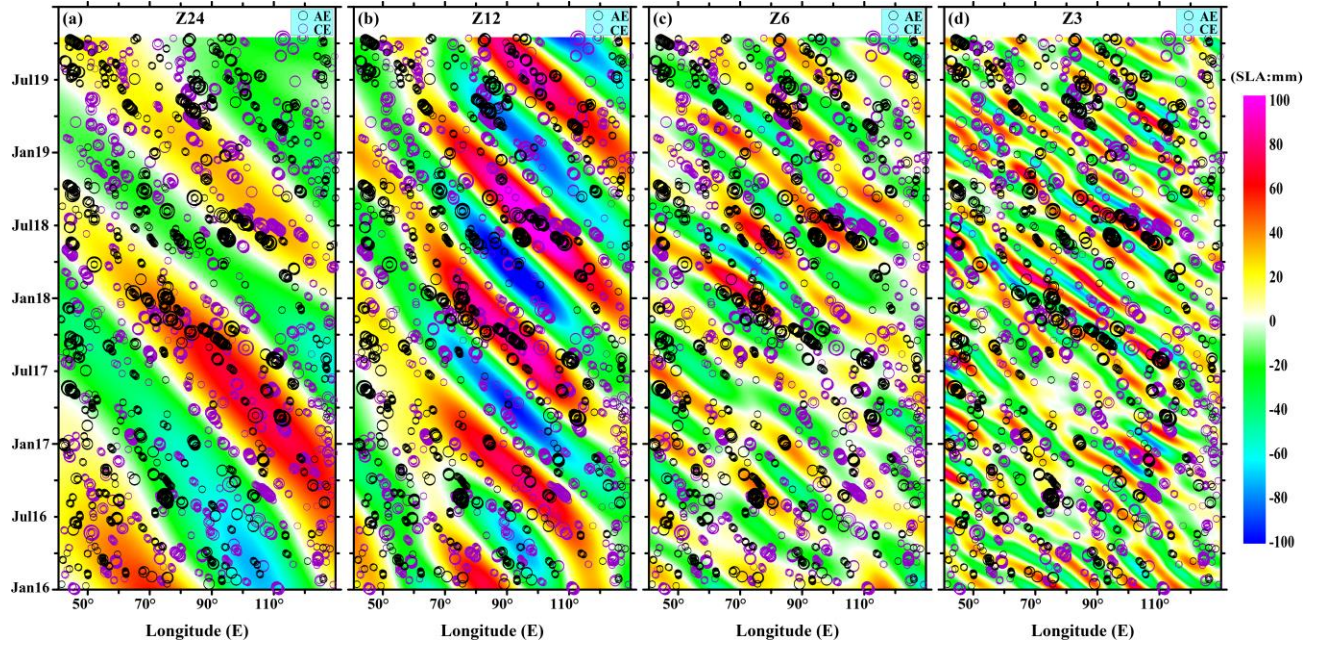 (a) Z24 AE CE
(b) Z12 AE CE
(c) Z6 AE CE
(d) Z3 AE CE
Jul19
Jan19
Jul18
Jan18
Jul17
Jan17
Jul16
Jan16
50° 70° 90° 110°
50° 70° 90° 110°
50° 70° 90° 110°
50° 70° 90° 110°
Longitude (E)
Longitude (E)
Longitude (E)
Longitude (E)
(SLA:mm)
100
80
60
40
20
0
-20
-40
-60
-80
-100